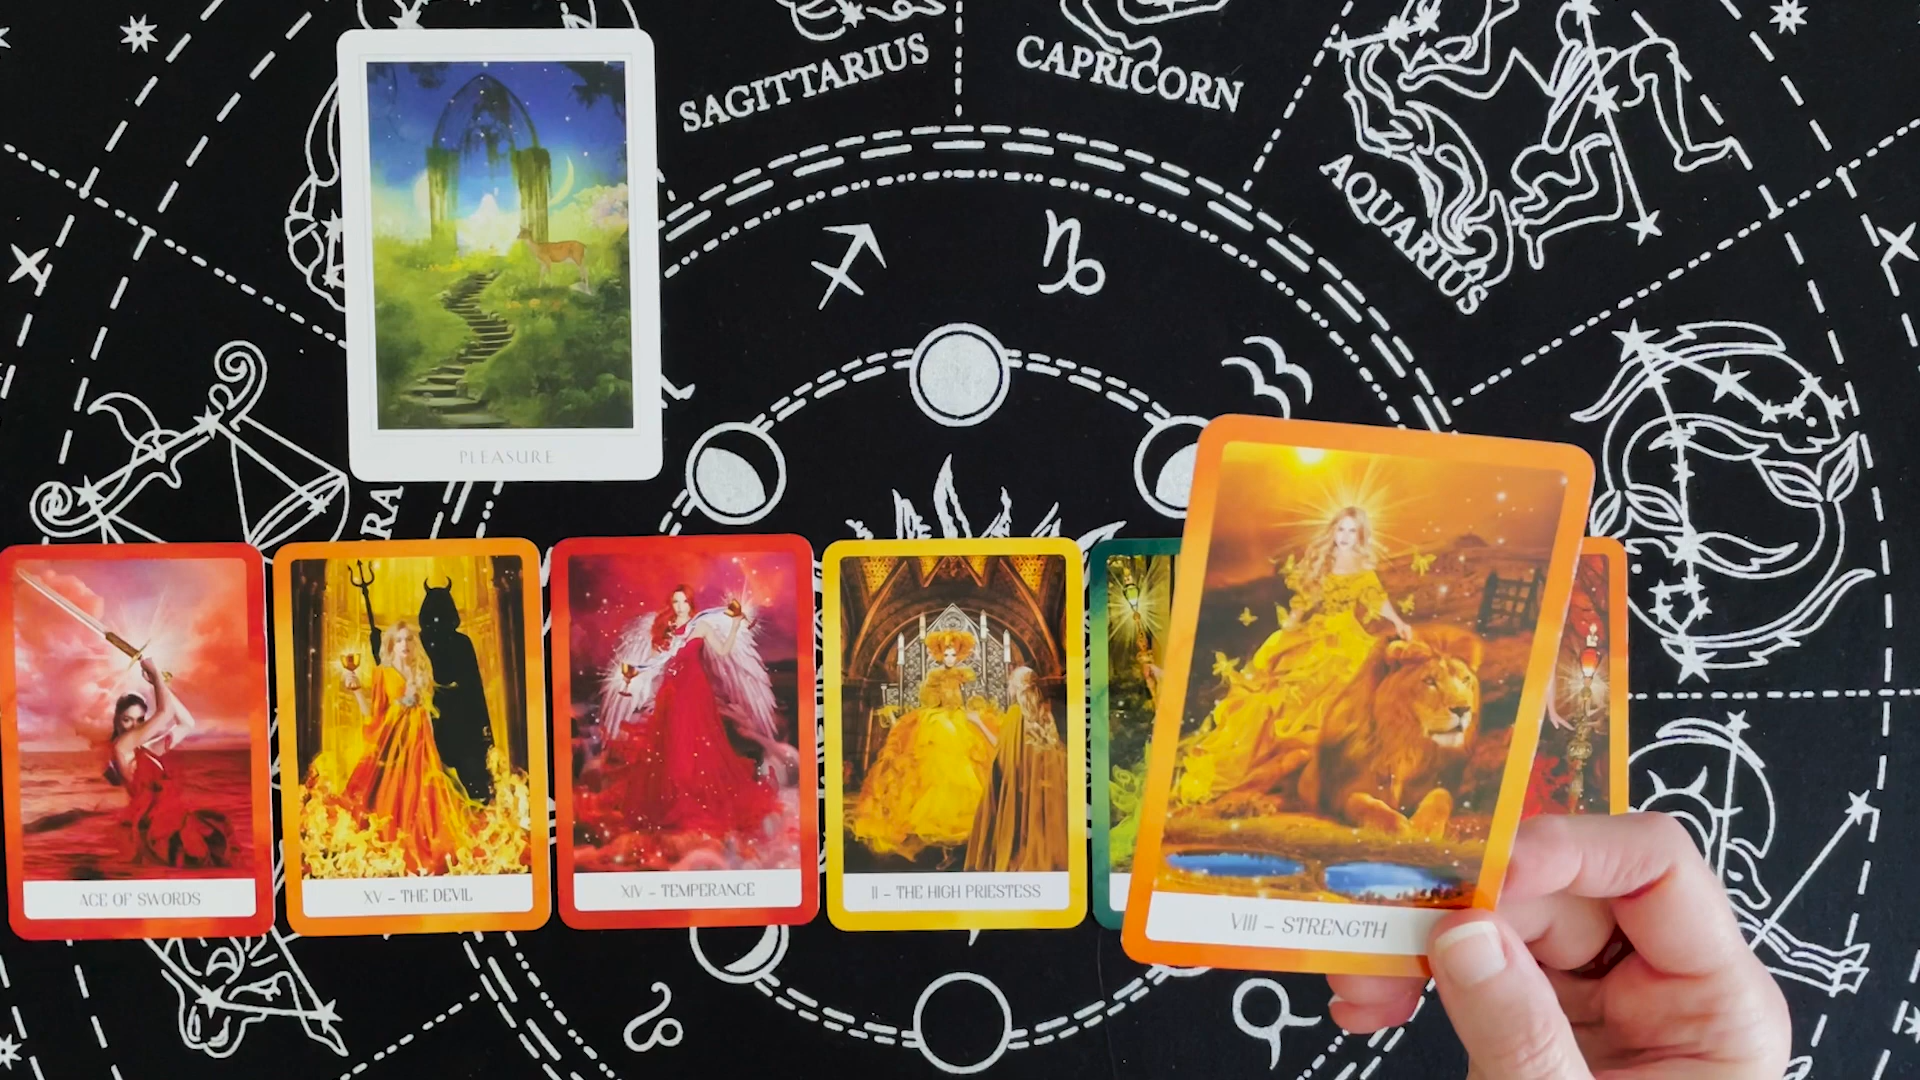 SAGITTARIUS
CAPRICORN
AQUARIUS
PLEASURE
ACE OF SWORDS
XV – THE DEVIL
XIV – TEMPERANCE
II – THE HIGH PRIESTESS
VIII – STRENGTH